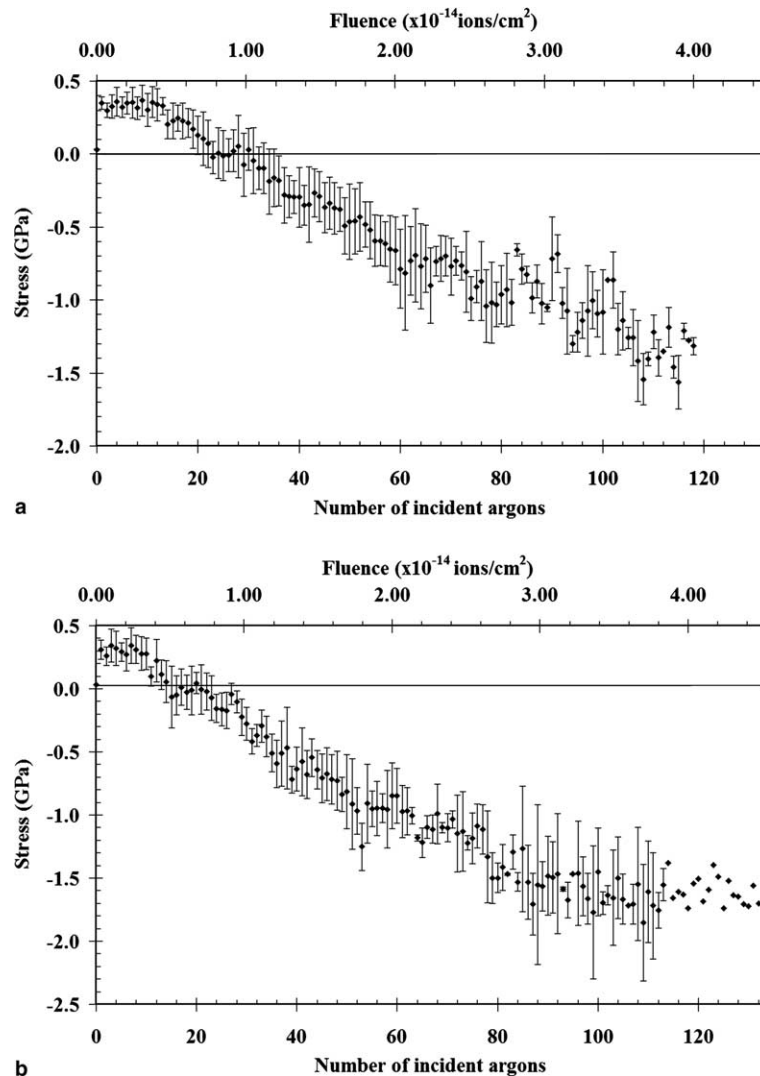 Fluence (x10⁻¹⁴ions/cm²)
0.00 1.00 2.00 3.00 4.00
0.5
0.0
-0.5
-1.0
-1.5
-2.0
Stress (GPa)
0 20 40 60 80 100 120
Number of incident argons
a
Fluence (x10⁻¹⁴ ions/cm²)
0.00 1.00 2.00 3.00 4.00
0.5
0.0
-0.5
-1.0
-1.5
-2.0
-2.5
Stress (GPa)
0 20 40 60 80 100 120
Number of incident argons
b